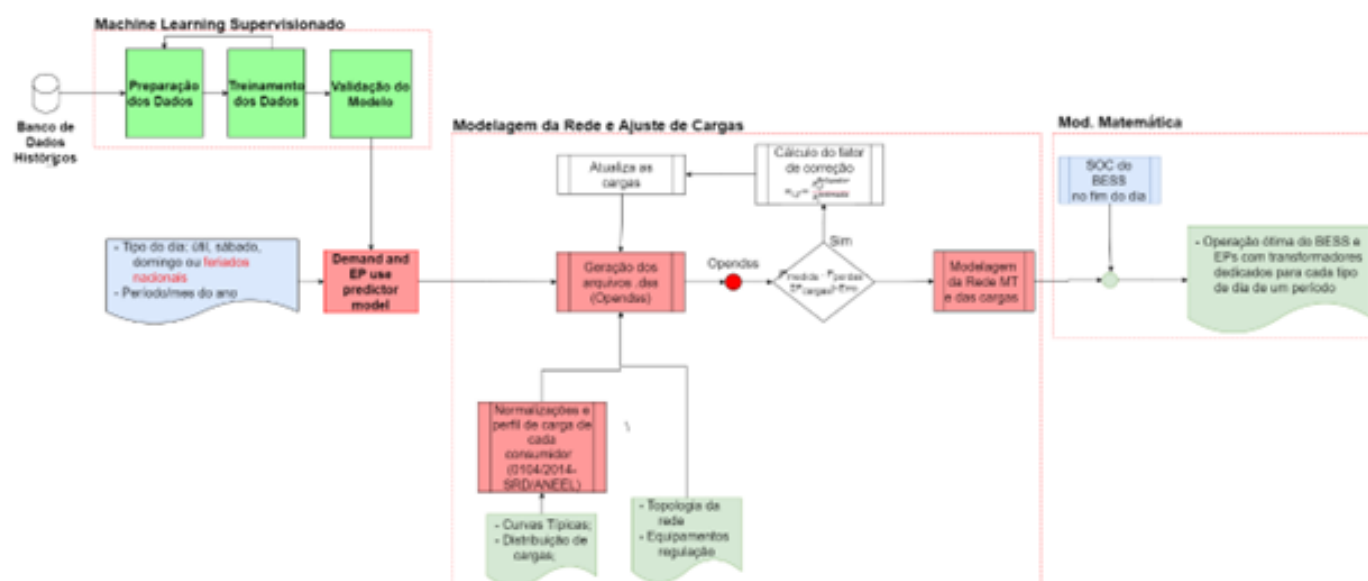 Machine Learning Supervisionado
Preparação
dos Dados
Treinamento
dos Dados
Validação do
Modelo
Banco de
Dados
Históricos
Modelagem da Rede e Ajuste de Cargas
Mod. Matemática
Atualiza as
cargas
Cálculo do fator
de correção
SOC do
BESS
no fim do dia
- Tipo do dia: útil, sábado,
domingo ou feriados
nacionais
- Período/mes do ano
Demand and
EP use
predictor
model
Geração dos
arquivos .dss
(Opendss)
Opendss
Sim
Modelagem
da Rede MT
e das cargas
- Operação ótima do BESS e
EPs com transformadores
dedicados para cada tipo
de dia de um período
Normalizações e
perfil de carga de
cada
consumidor
(0104/2014-
SRD/ANEEL)
- Curvas Típicas;
- Distribuição de
cargas;
- Topologia da
rede
- Equipamentos
regulação
\